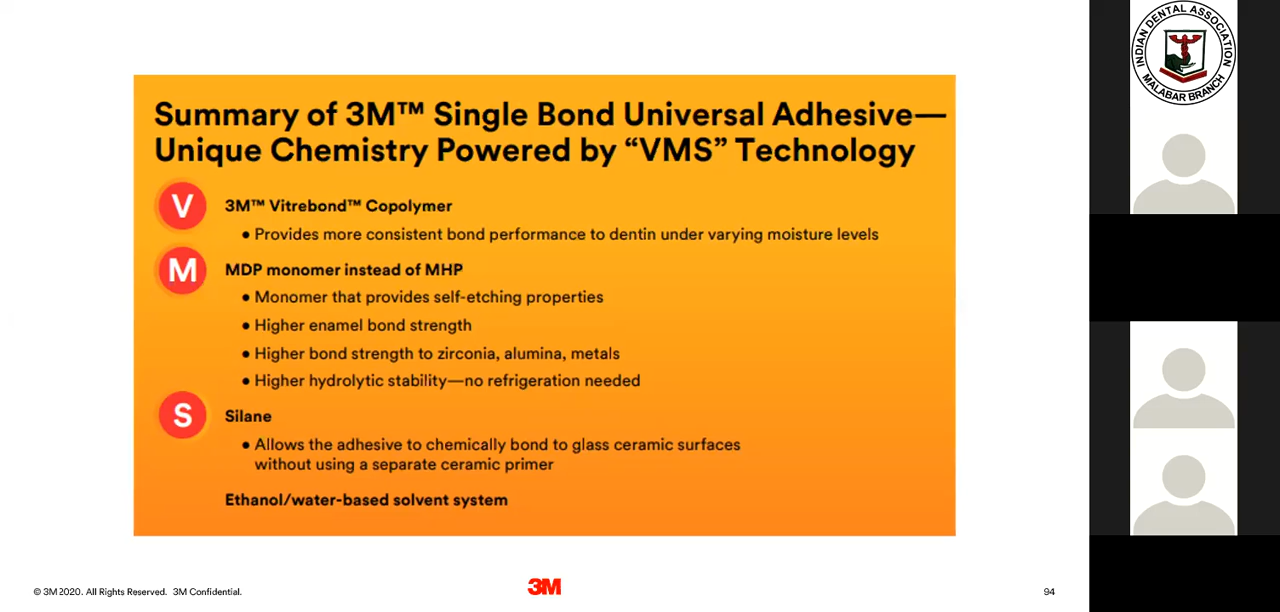 Summary of 3M™ Single Bond Universal Adhesive—
Unique Chemistry Powered by “VMS” Technology
V
3M™ Vitrebond™ Copolymer
• Provides more consistent bond performance to dentin under varying moisture levels
M
MDP monomer instead of MHP
• Monomer that provides self-etching properties
• Higher enamel bond strength
• Higher bond strength to zirconia, alumina, metals
• Higher hydrolytic stability—no refrigeration needed
S
Silane
• Allows the adhesive to chemically bond to glass ceramic surfaces
without using a separate ceramic primer
Ethanol/water-based solvent system
© 3M 2020. All Rights Reserved. 3M Confidential.
3M
94
INDIAN DENTAL ASSOCIATION
MALABAR BRANCH